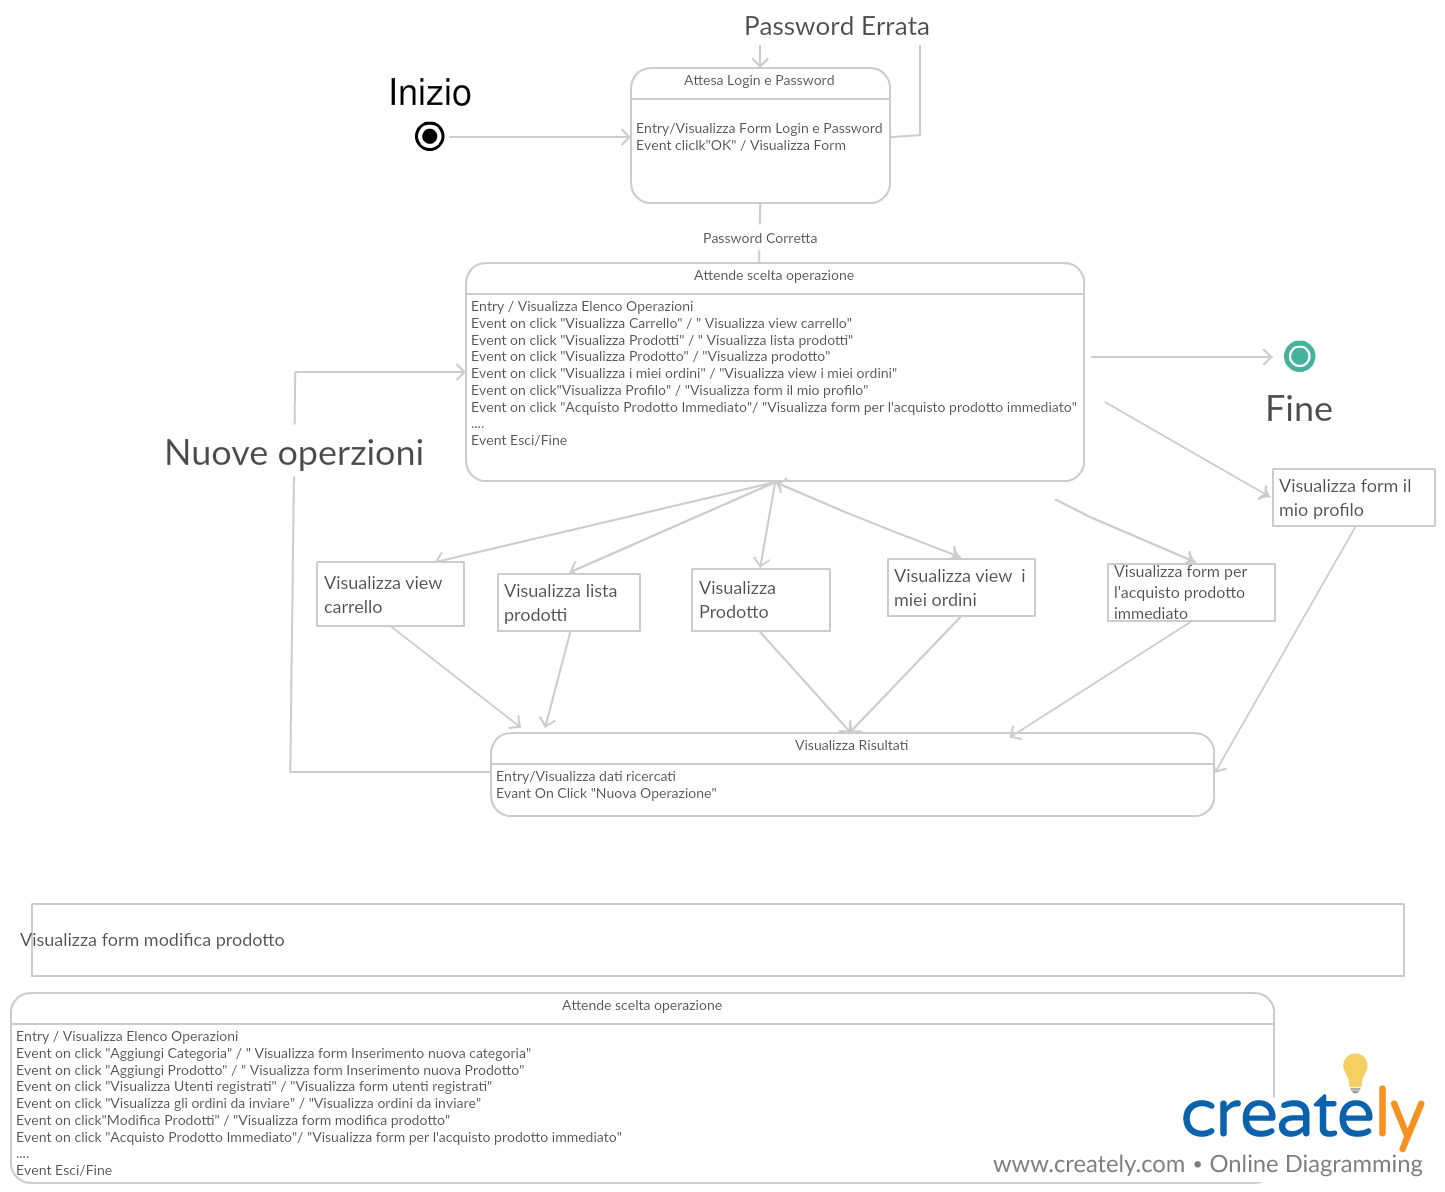 Password Errata
Inizio
Attesa Login e Password
Entry/Visualizza Form Login e Password
Event cliclk"OK" / Visualizza Form
Password Corretta
Attende scelta operazione
Entry / Visualizza Elenco Operazioni
Event on click "Visualizza Carrello" / " Visualizza view carrello"
Event on click "Visualizza Prodotti" / " Visualizza lista prodotti"
Event on click "Visualizza Prodotto" / "Visualizza prodotto"
Event on click "Visualizza i miei ordini" / "Visualizza view i miei ordini"
Event on click"Visualizza Profilo" / "Visualizza form il mio profilo"
Event on click "Acquisto Prodotto Immediato"/ "Visualizza form per l'acquisto prodotto immediato"
....
Event Esci/Fine
Fine
Nuove operzioni
Visualizza form il
mio profilo
Visualizza view
carrello
Visualizza lista
prodotti
Visualizza
Prodotto
Visualizza view  i
miei ordini
Visualizza form per
l'acquisto prodotto
immediato
Visualizza Risultati
Entry/Visualizza dati ricercati
Evant On Click "Nuova Operazione"
Visualizza form modifica prodotto
Attende scelta operazione
Entry / Visualizza Elenco Operazioni
Event on click "Aggiungi Categoria" / " Visualizza form Inserimento nuova categoria"
Event on click "Aggiungi Prodotto" / " Visualizza form Inserimento nuova Prodotto"
Event on click "Visualizza Utenti registrati" / "Visualizza form utenti registrati"
Event on click "Visualizza gli ordini da inviare" / "Visualizza ordini da inviare"
Event on click"Modifica Prodotti" / "Visualizza form modifica prodotto"
Event on click "Acquisto Prodotto Immediato"/ "Visualizza form per l'acquisto prodotto immediato"
....
Event Esci/Fine
creately
www.creately.com • Online Diagramming